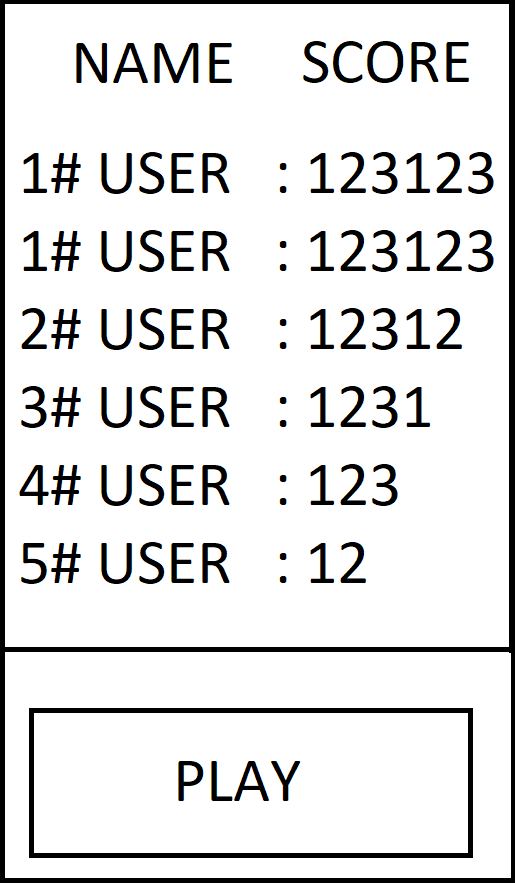 NAME SCORE
1# USER : 123123
1# USER : 123123
2# USER : 12312
3# USER : 1231
4# USER : 123
5# USER : 12
PLAY